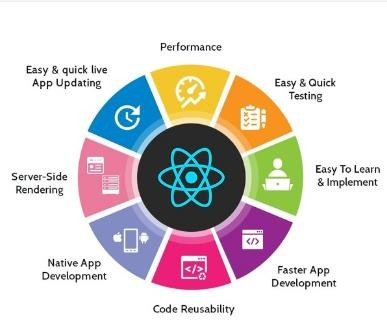 Performance
Easy & quick live
App Updating
Easy & Quick
Testing
Server-Side
Rendering
Easy To Learn
& Implement
Native App
Development
Faster App
Development
Code Reusability